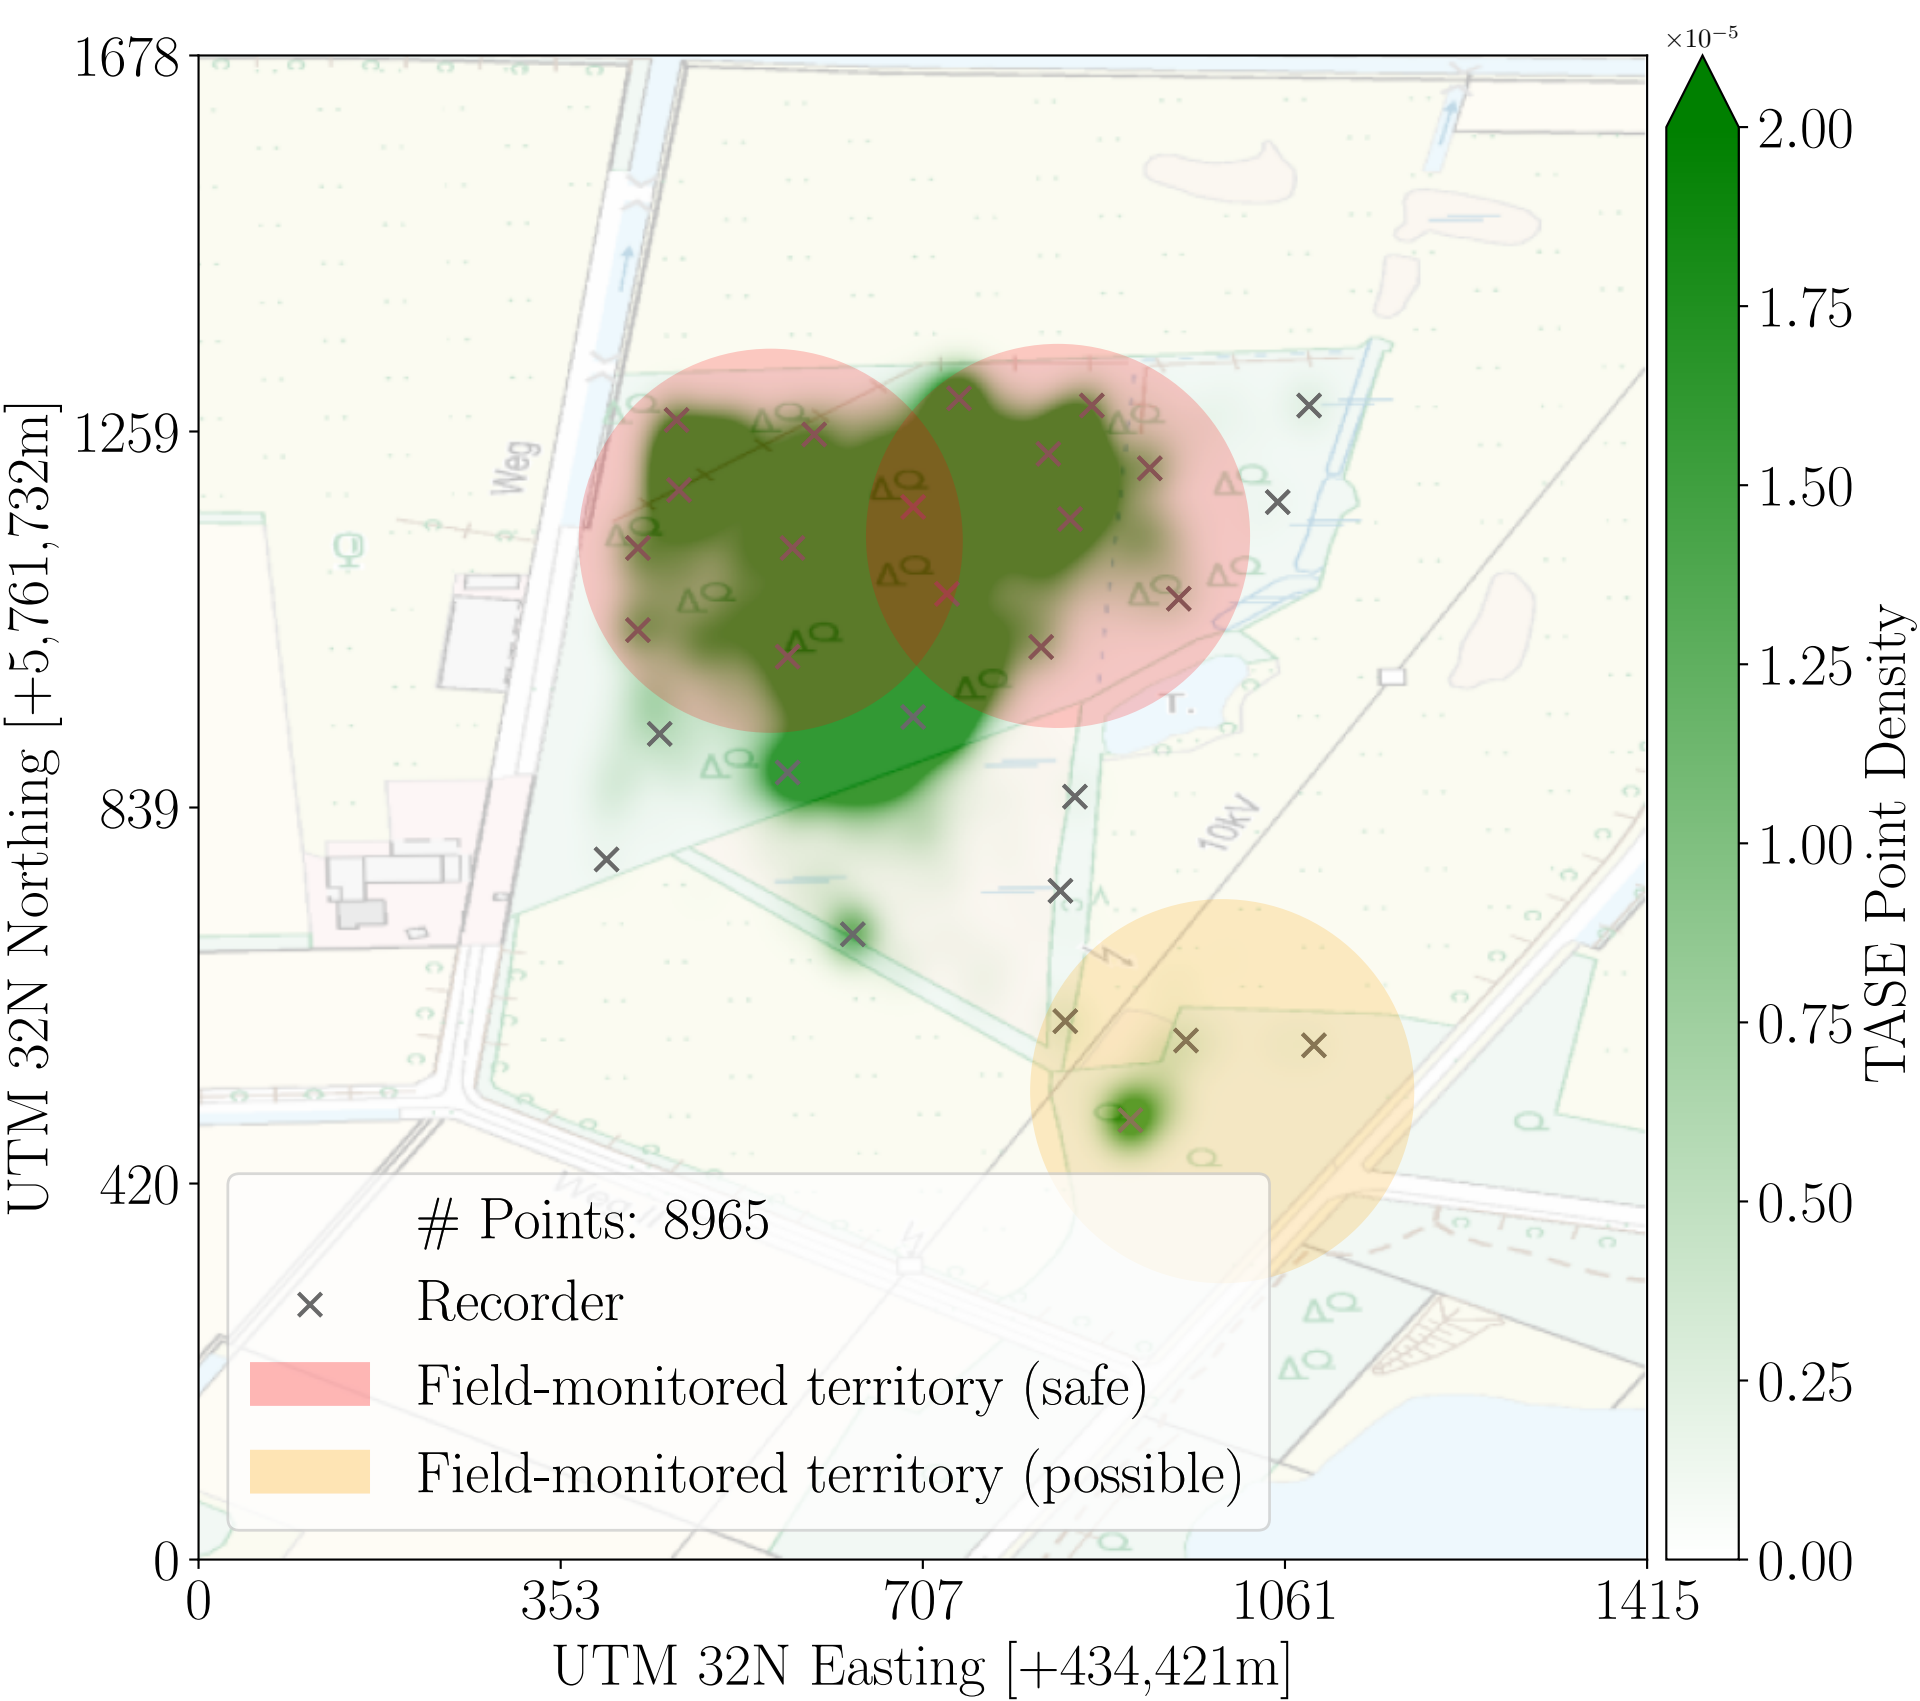 ×10⁻⁵
1678
1259
839
420
0
UTM 32N Northing [+5,761,732m]
0
353
707
1061
1415
UTM 32N Easting [+434,421m]
2.00
1.75
1.50
1.25
1.00
0.75
0.50
0.25
0.00
TASE Point Density
Weg
T.
10kV
Weg
# Points: 8965
Recorder
Field-monitored territory (safe)
Field-monitored territory (possible)